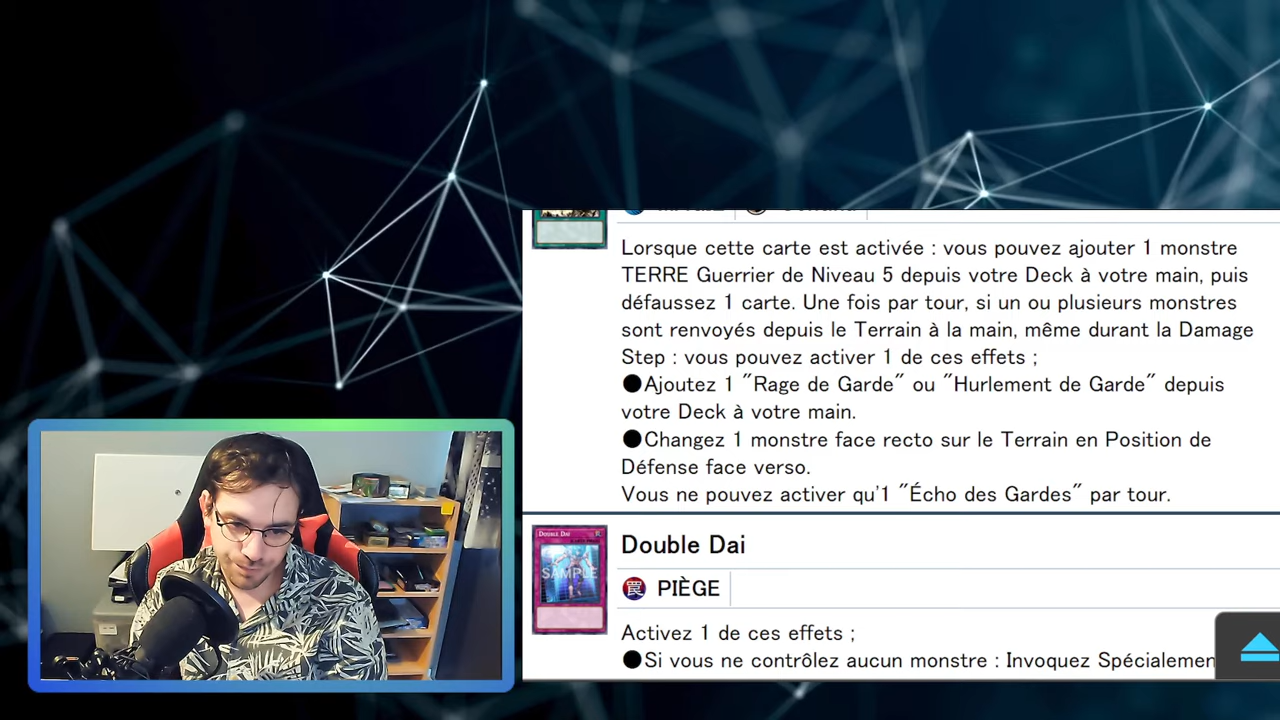 Lorsque cette carte est activée : vous pouvez ajouter 1 monstre
TERRE Guerrier de Niveau 5 depuis votre Deck à votre main, puis
défaussez 1 carte. Une fois par tour, si un ou plusieurs monstres
sont renvoyés depuis le Terrain à la main, même durant la Damage
Step : vous pouvez activer 1 de ces effets ;
●Ajoutez 1 "Rage de Garde" ou "Hurlement de Garde" depuis
votre Deck à votre main.
●Changez 1 monstre face recto sur le Terrain en Position de
Défense face verso.
Vous ne pouvez activer qu'1 "Écho des Gardes" par tour.
DOUBLE DAI
SAMPLE
Double Dai
罠 PIÈGE
Activez 1 de ces effets ;
●Si vous ne contrôlez aucun monstre : Invoquez Spécialemen